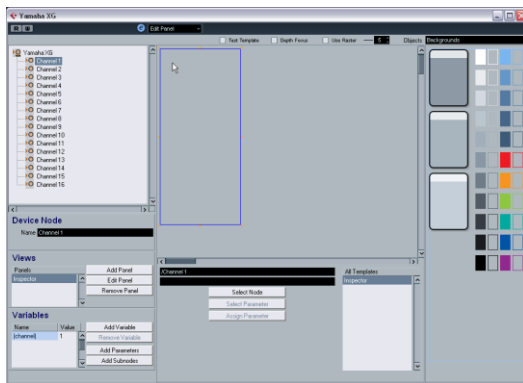 Yamaha XG
Edit Panel
Test Template
Depth Focus
Use Raster
5
Objects
Backgrounds
Yamaha XG
Channel 1
Channel 2
Channel 3
Channel 4
Channel 5
Channel 6
Channel 7
Channel 8
Channel 9
Channel 10
Channel 11
Channel 12
Channel 13
Channel 14
Channel 15
Channel 16
Device Node
Name Channel 1
Views
Panels
Inspector
Add Panel
Edit Panel
Remove Panel
Variables
Name Value
[channel] 1
Add Variable
Remove Variable
Add Parameters
Add Subnodes
/Channel 1
Select Node
Select Parameter
Assign Parameter
All Templates
Inspector